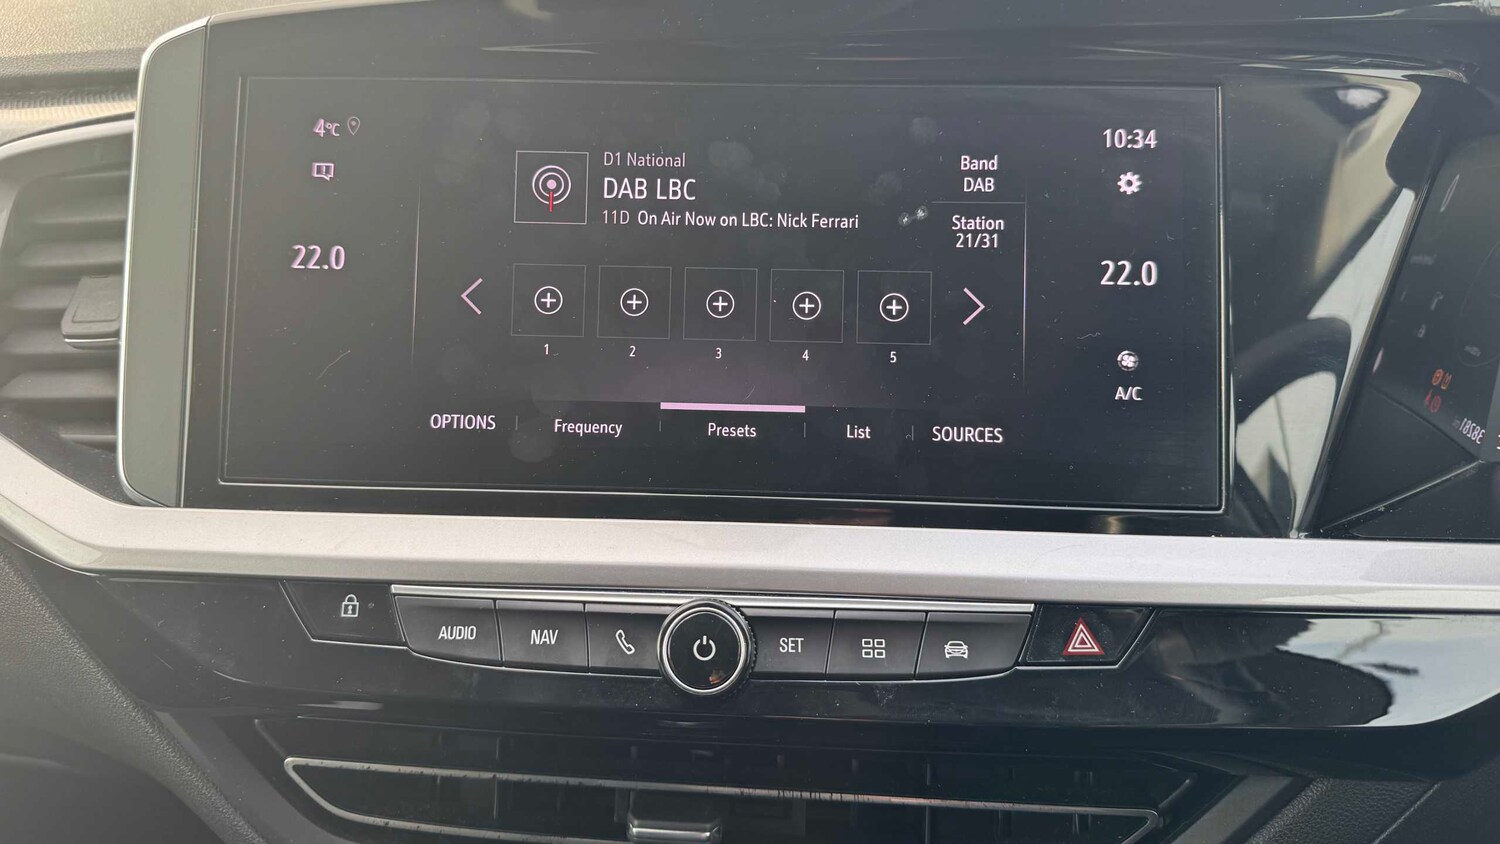 4°C
10:34
D1 National
DAB LBC
11D On Air Now on LBC: Nick Ferrari
Band
DAB
Station
21/31
22.0
22.0
1 2 3 4 5
A/C
OPTIONS Frequency Presets List SOURCES
AUDIO NAV SET